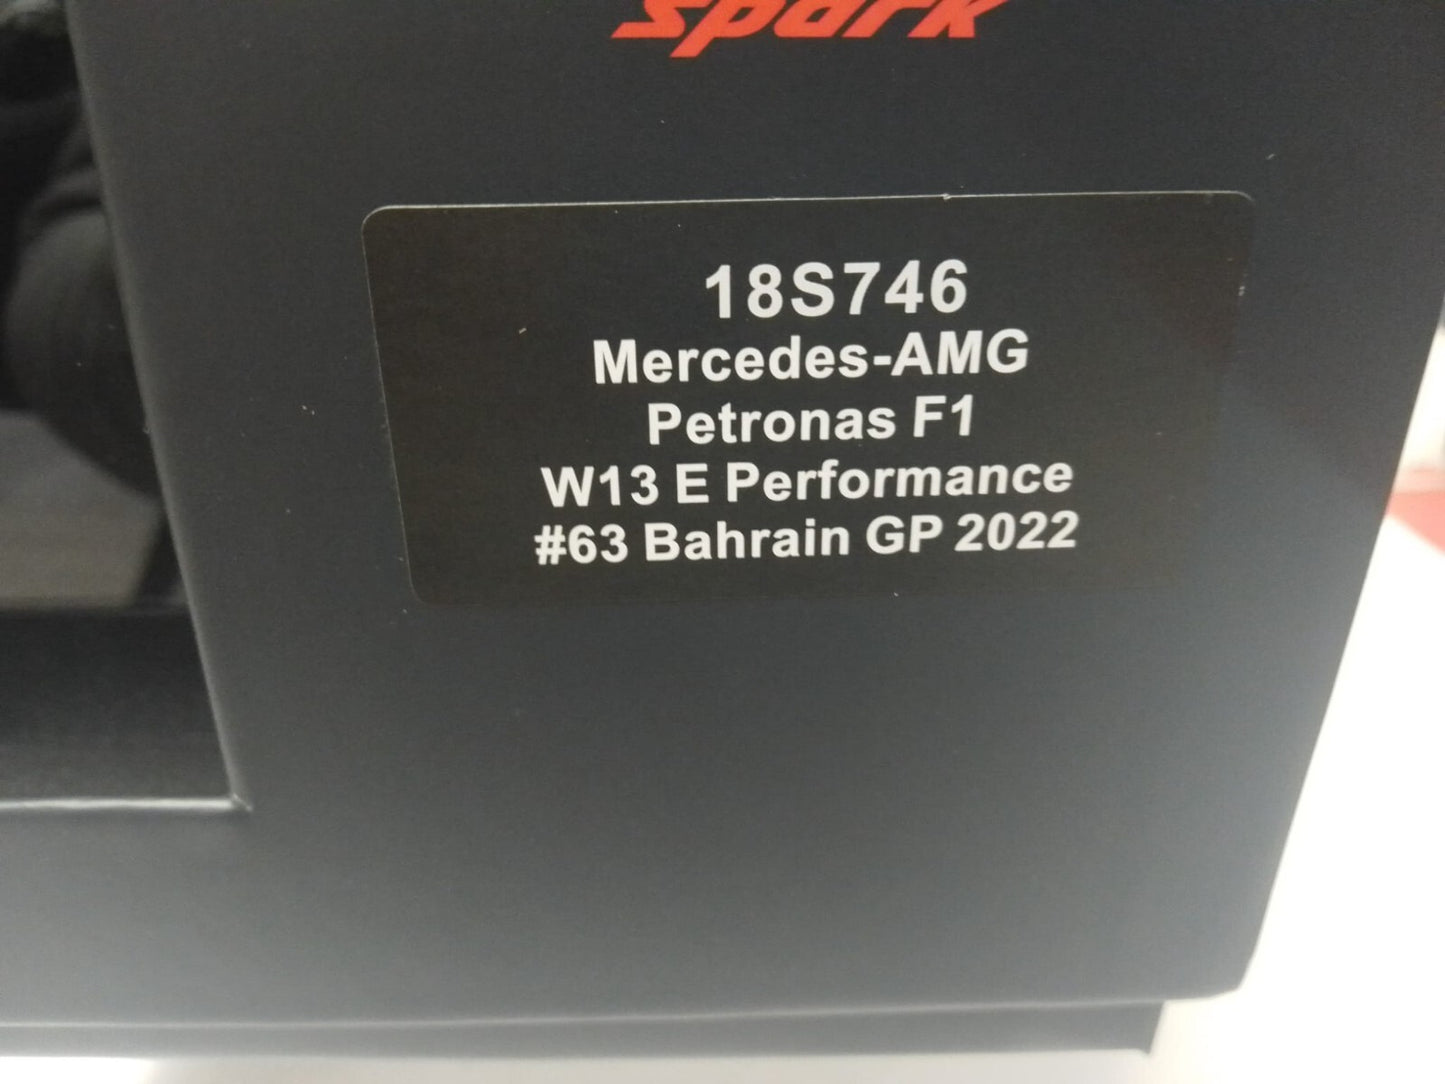 spark
18S746
Mercedes-AMG
Petronas F1
W13 E Performance
#63 Bahrain GP 2022